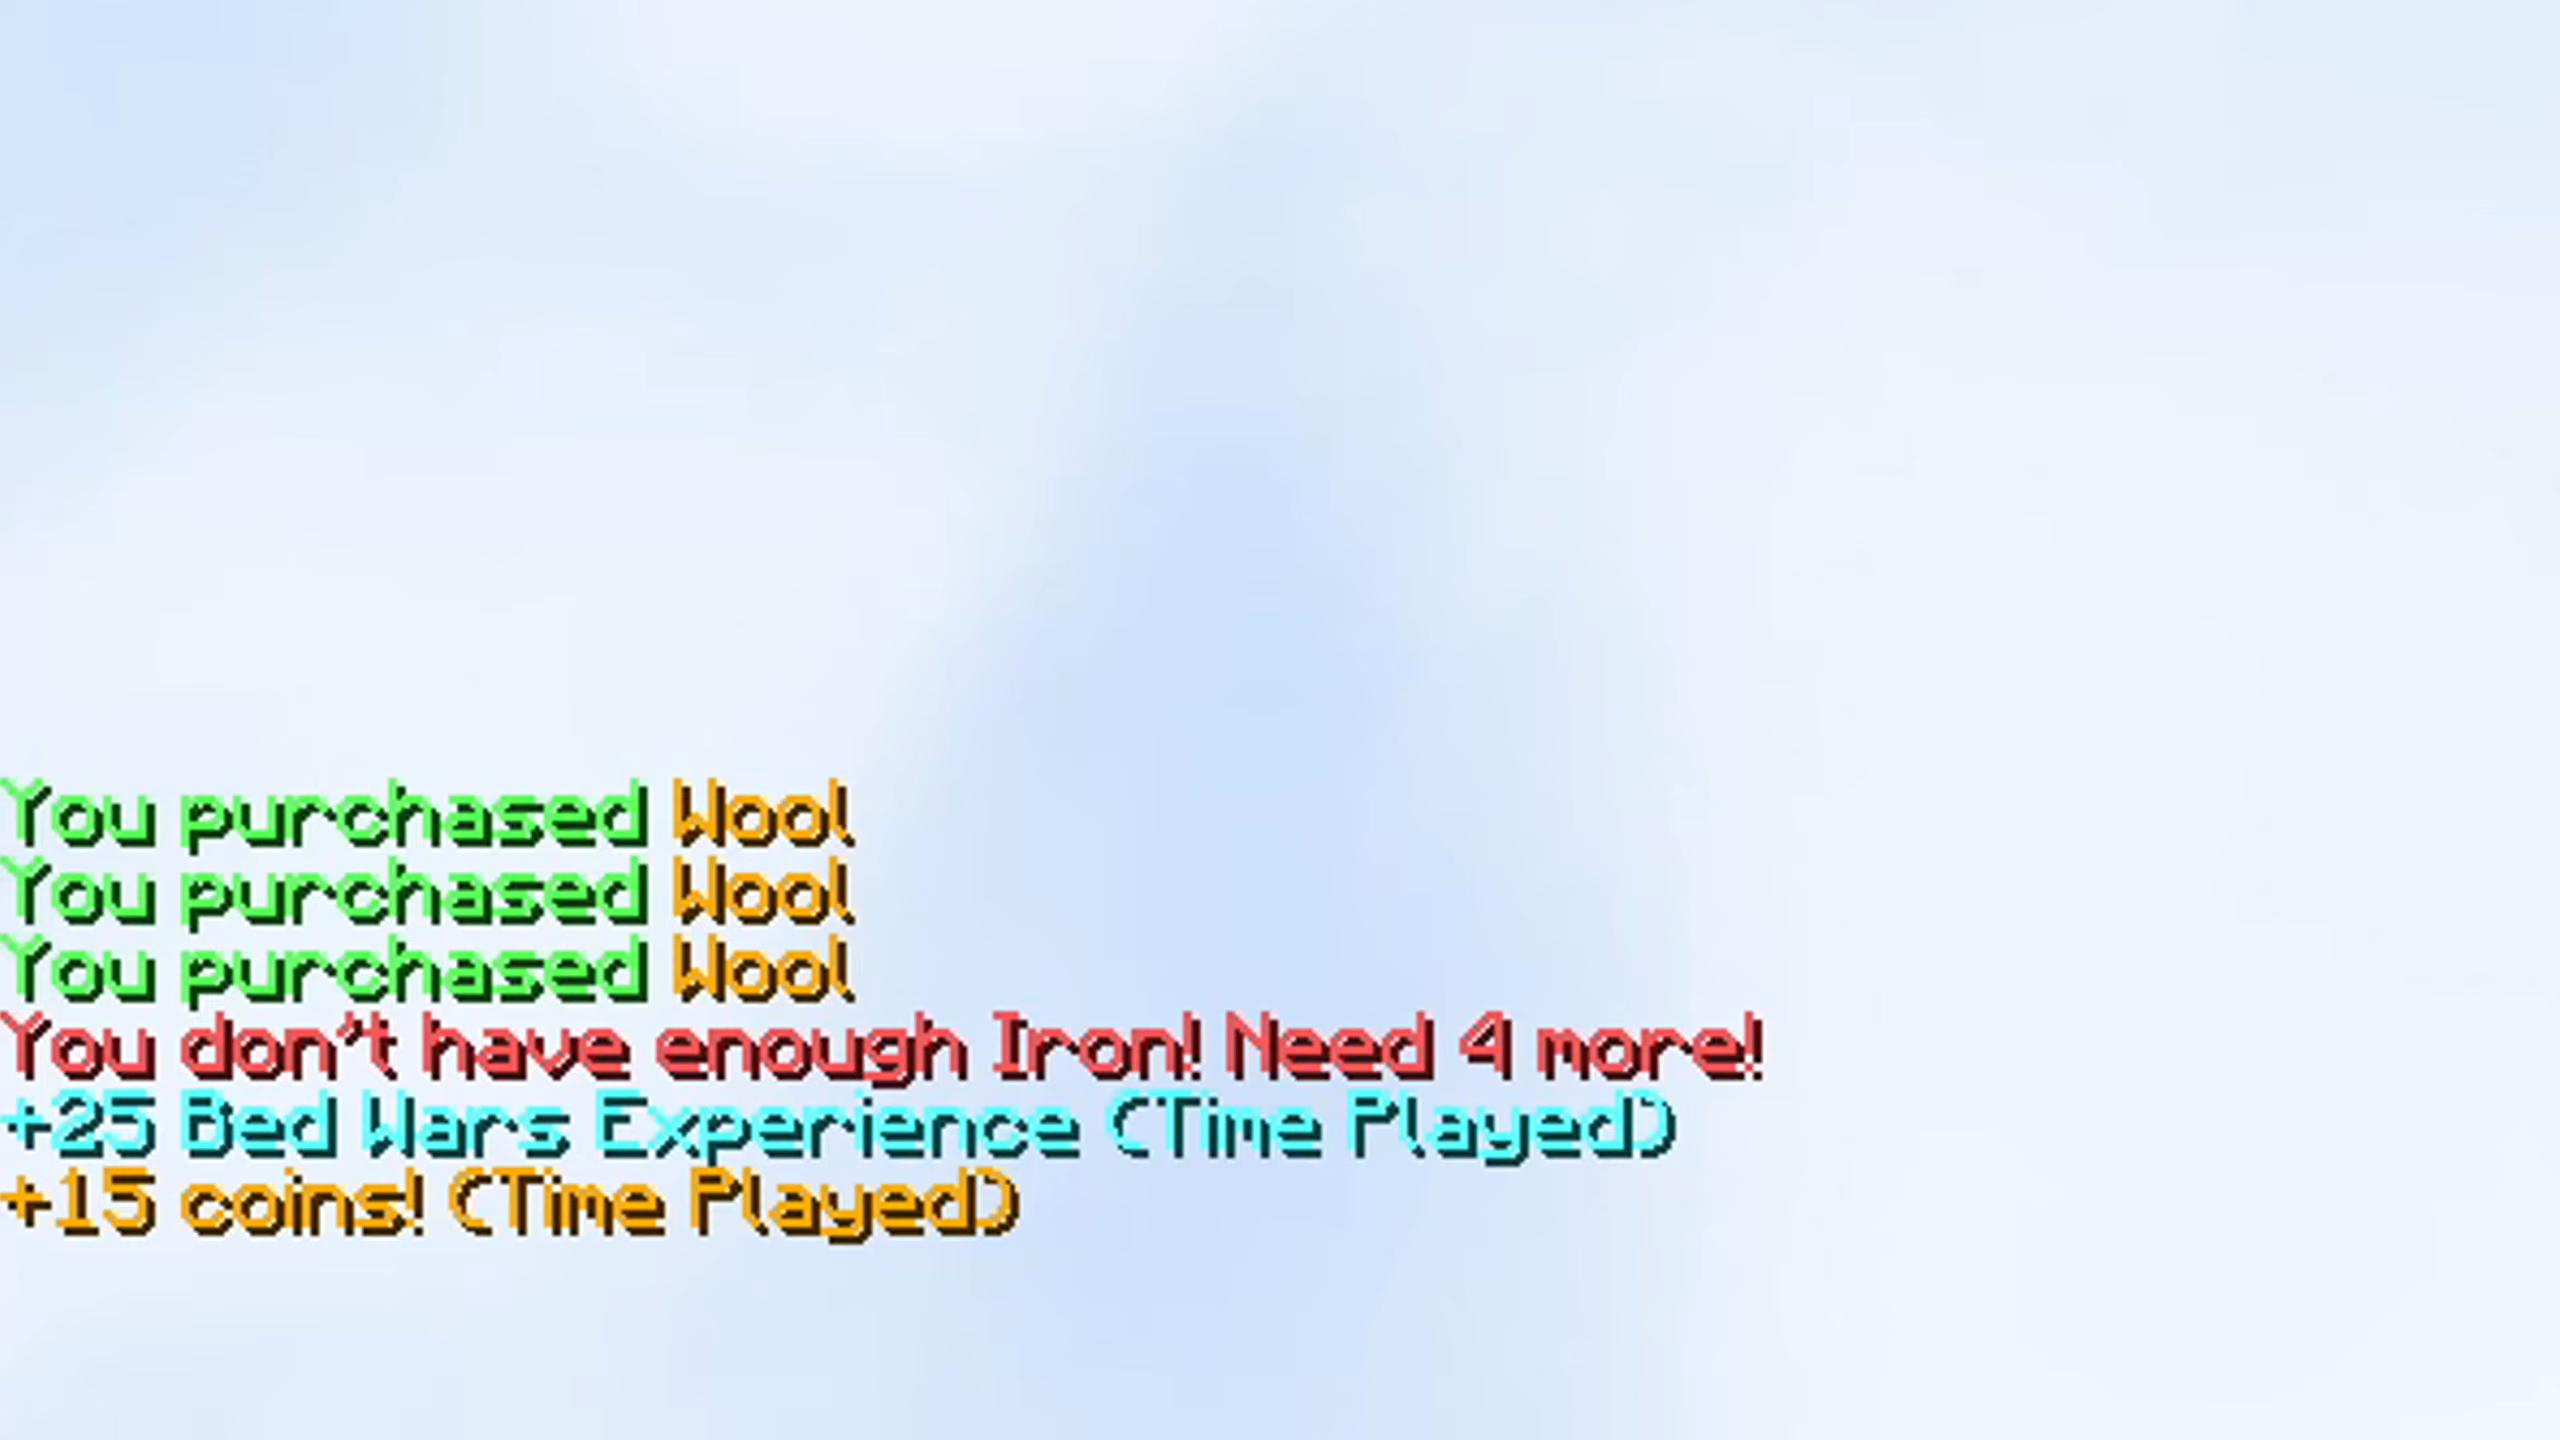 You purchased Wool
You purchased Wool
You purchased Wool
You don't have enough Iron! Need 4 more!
+25 Bed Wars Experience (Time Played)
+15 coins! (Time Played)